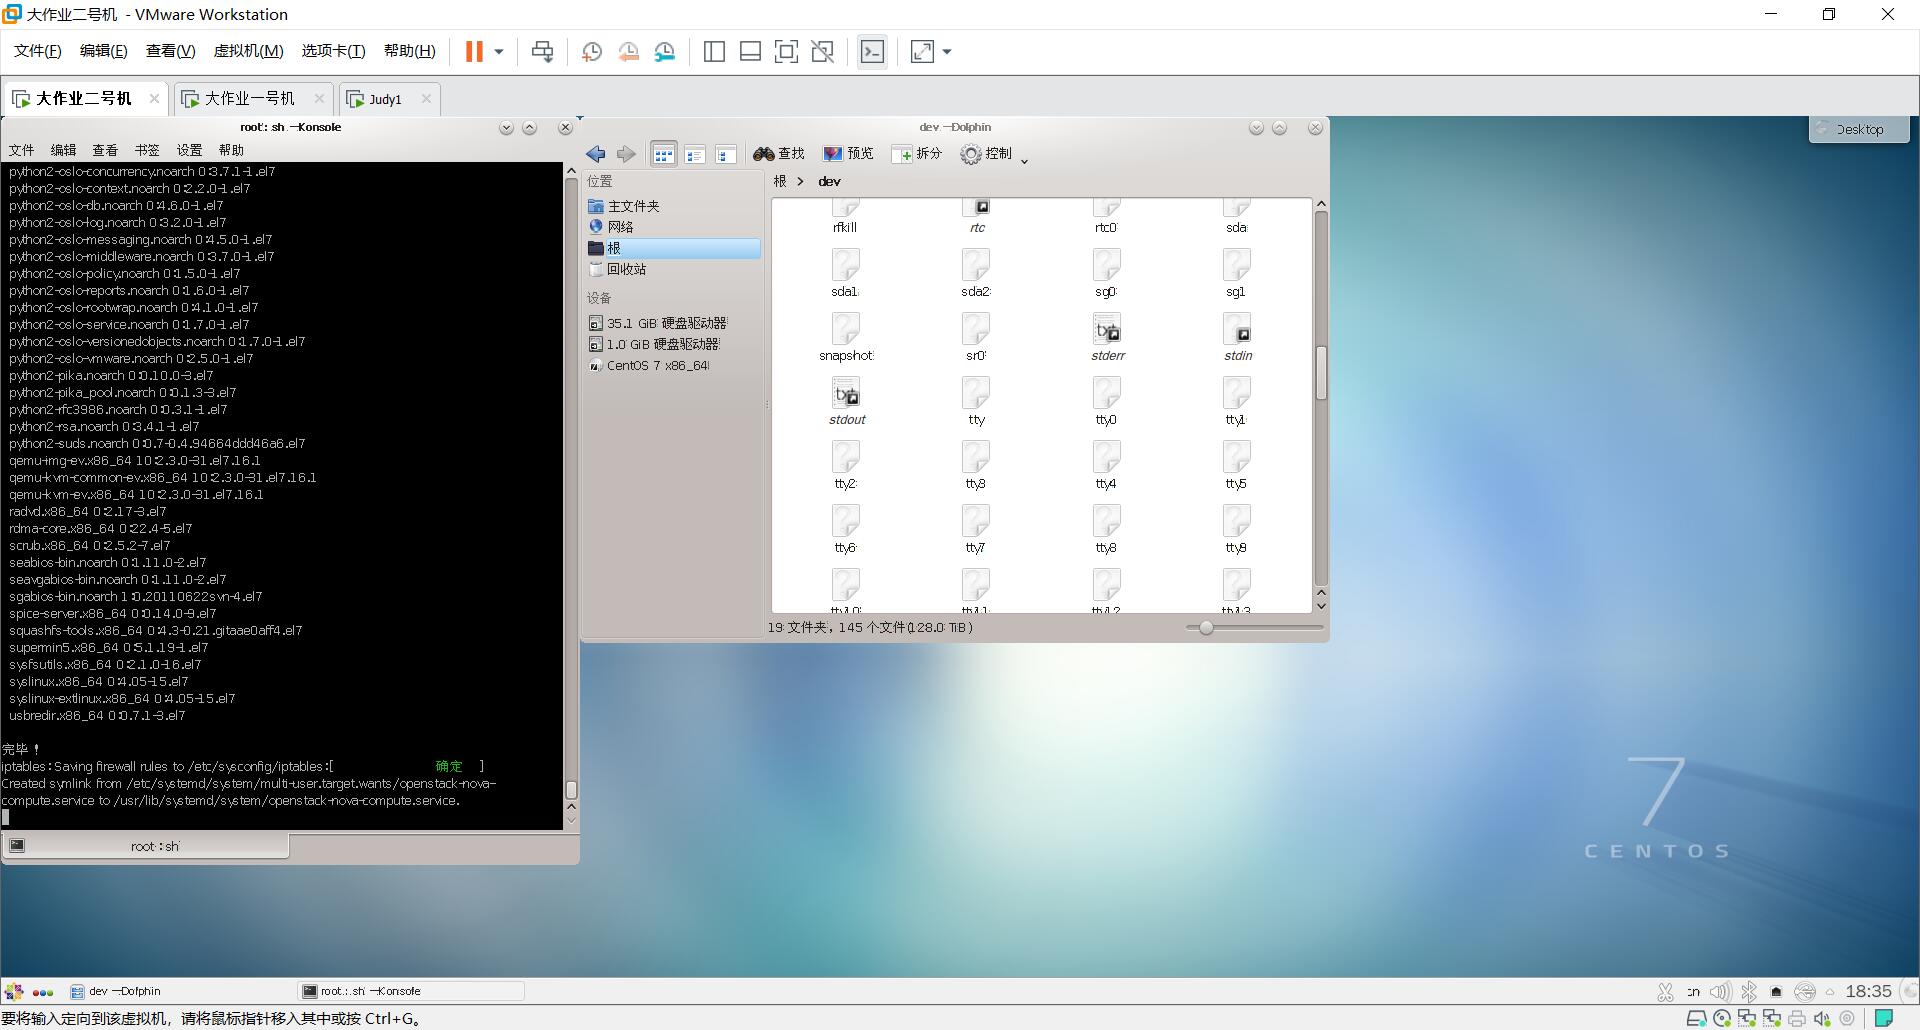 大作业二号机 - VMware Workstation
文件(F) 编辑(E) 查看(V) 虚拟机(M) 选项卡(T) 帮助(H)
大作业二号机 大作业一号机 Judy1
root : sh — Konsole
文件 编辑 查看 书签 设置 帮助
python2-oslo-concurrency.noarch 0:3.7.1-1.el7
python2-oslo-context.noarch 0:2.2.0-1.el7
python2-oslo-db.noarch 0:4.6.0-1.el7
python2-oslo-log.noarch 0:3.2.0-1.el7
python2-oslo-messaging.noarch 0:4.5.0-1.el7
python2-oslo-middleware.noarch 0:3.7.0-1.el7
python2-oslo-policy.noarch 0:1.5.0-1.el7
python2-oslo-reports.noarch 0:1.6.0-1.el7
python2-oslo-rootwrap.noarch 0:4.1.0-1.el7
python2-oslo-service.noarch 0:1.7.0-1.el7
python2-oslo-versionedobjects.noarch 0:1.7.0-1.el7
python2-oslo-vmware.noarch 0:2.5.0-1.el7
python2-pika.noarch 0:0.10.0-3.el7
python2-pika_pool.noarch 0:0.1.3-3.el7
python2-rfc3986.noarch 0:0.3.1-1.el7
python2-rsa.noarch 0:3.4.1-1.el7
python2-suds.noarch 0:0.7-0.4.94664ddd46a6.el7
qemu-img-ev.x86_64 10:2.3.0-31.el7.16.1
qemu-kvm-common-ev.x86_64 10:2.3.0-31.el7.16.1
qemu-kvm-ev.x86_64 10:2.3.0-31.el7.16.1
radvd.x86_64 0:2.17-3.el7
rdma-core.x86_64 0:22.4-5.el7
scrub.x86_64 0:2.5.2-7.el7
seabios-bin.noarch 0:1.11.0-2.el7
seavgabios-bin.noarch 0:1.11.0-2.el7
sgabios-bin.noarch 1:0.20110622svn-4.el7
spice-server.x86_64 0:0.14.0-9.el7
squashfs-tools.x86_64 0:4.3-0.21.gitaae0aff4.el7
supermin5.x86_64 0:5.1.19-1.el7
sysfsutils.x86_64 0:2.1.0-16.el7
syslinux.x86_64 0:4.05-15.el7
syslinux-extlinux.x86_64 0:4.05-15.el7
usbredir.x86_64 0:0.7.1-3.el7
完毕！
iptables: Saving firewall rules to /etc/sysconfig/iptables:[ 确定 ]
Created symlink from /etc/systemd/system/multi-user.target.wants/openstack-nova-
compute.service to /usr/lib/systemd/system/openstack-nova-compute.service.
root : sh
dev — Dolphin
查找 预览 拆分 控制
位置
主文件夹
网络
根
回收站
设备
35.1 GiB 硬盘驱动器
1.0 GiB 硬盘驱动器
CentOS 7 x86_64
根 > dev
rfkill rtc rtc0 sda
sda1 sda2 sg0 sg1
snapshot sr0 stderr stdin
stdout tty tty0 tty1
tty2 tty3 tty4 tty5
tty6 tty7 tty8 tty9
tty10 tty11 tty12 tty13
19 文件夹，145 个文件(128.0 TiB)
Desktop
7
CENTOS
dev — Dolphin root : sh — Konsole cn 18:35
要将输入定向到该虚拟机，请将鼠标指针移入其中或按 Ctrl+G。